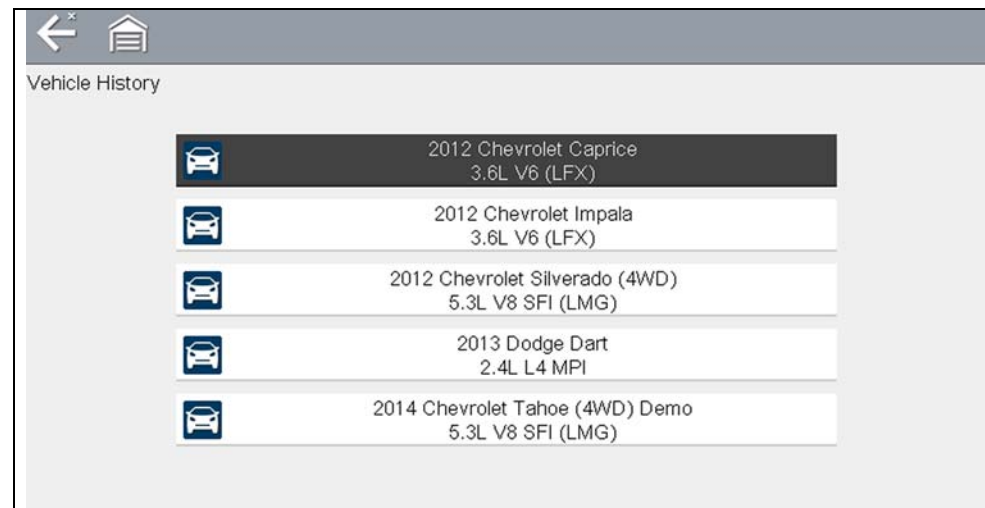 Vehicle History
2012 Chevrolet Caprice
3.6L V6 (LFX)
2012 Chevrolet Impala
3.6L V6 (LFX)
2012 Chevrolet Silverado (4WD)
5.3L V8 SFI (LMG)
2013 Dodge Dart
2.4L L4 MPI
2014 Chevrolet Tahoe (4WD) Demo
5.3L V8 SFI (LMG)